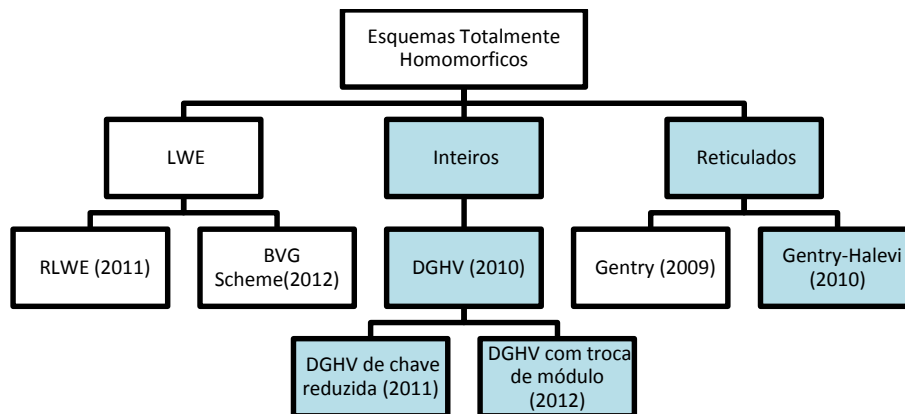 Esquemas Totalmente
Homomorficos
LWE
Inteiros
Reticulados
RLWE (2011)
BVG
Scheme(2012)
DGHV (2010)
Gentry (2009)
Gentry-Halevi
(2010)
DGHV de chave
reduzida (2011)
DGHV com troca
de módulo
(2012)